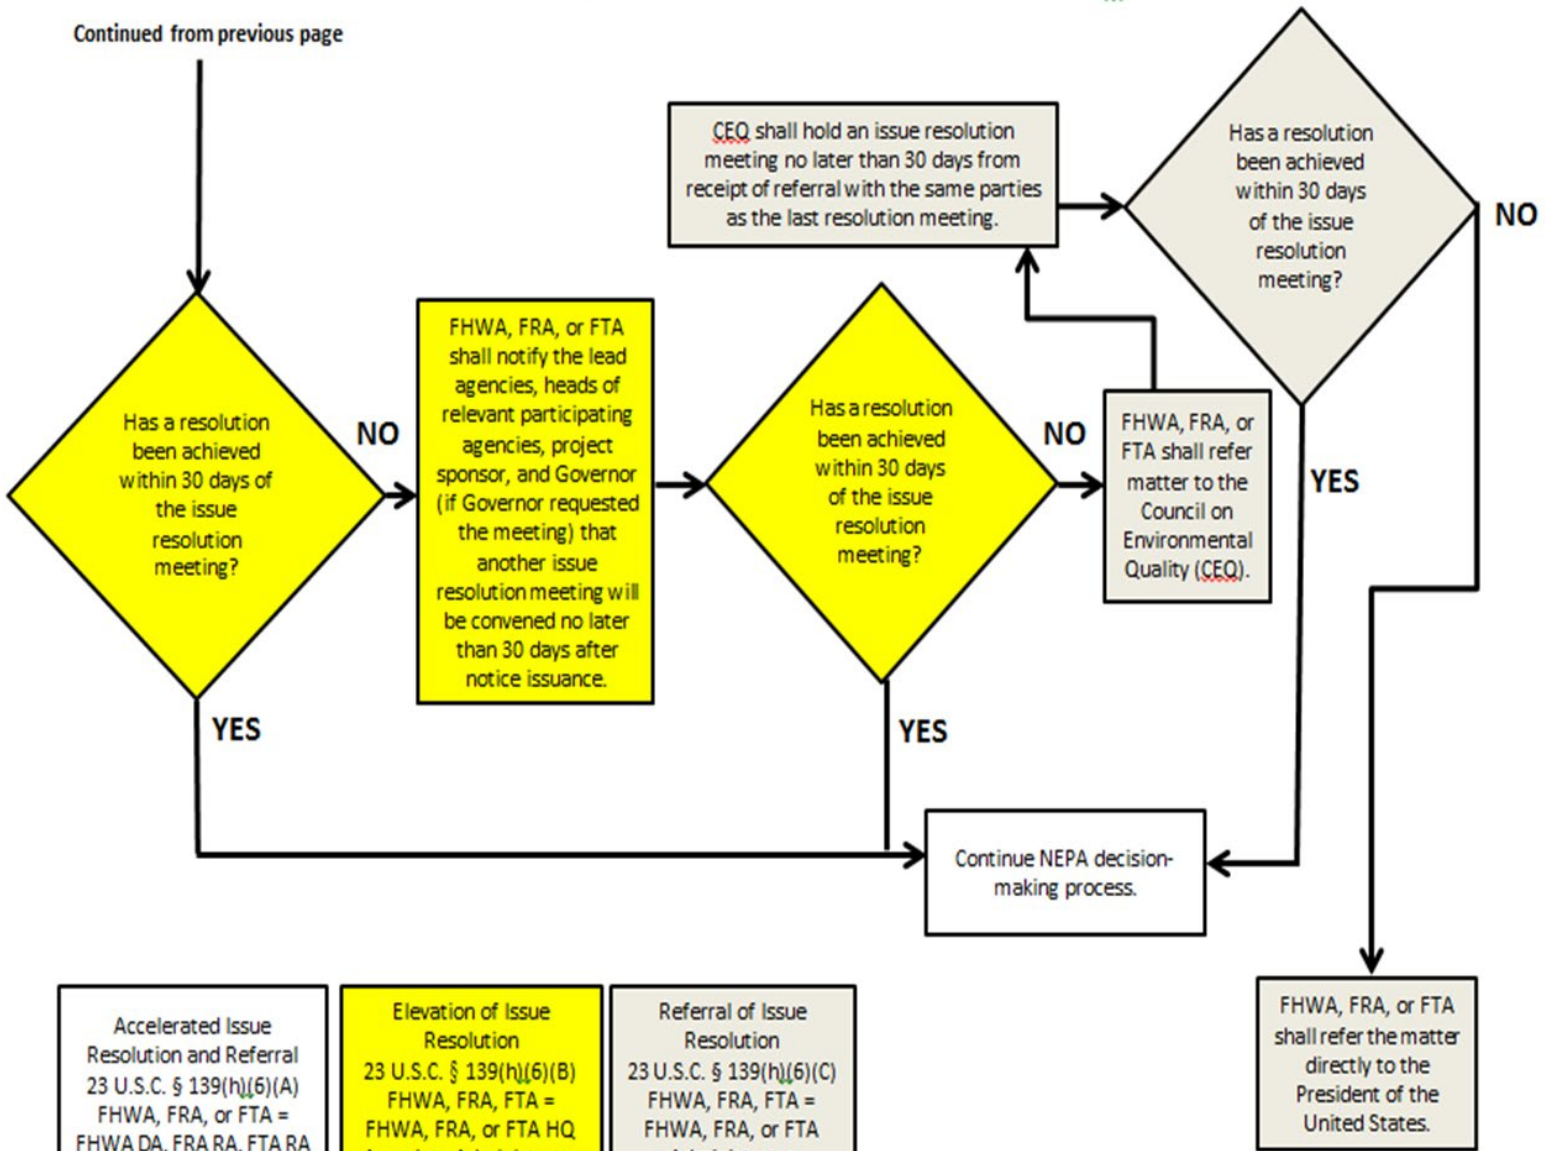 Continued from previous page
Has a resolution
been achieved
within 30 days of
the issue
resolution
meeting?
NO
YES
FHWA, FRA, or FTA
shall notify the lead
agencies, heads of
relevant participating
agencies, project
sponsor, and Governor
(if Governor requested
the meeting) that
another issue
resolution meeting will
be convened no later
than 30 days after
notice issuance.
Has a resolution
been achieved
within 30 days
of the issue
resolution
meeting?
NO
YES
FHWA, FRA, or
FTA shall refer
matter to the
Council on
Environmental
Quality (CEQ).
CEQ shall hold an issue resolution
meeting no later than 30 days from
receipt of referral with the same parties
as the last resolution meeting.
Has a resolution
been achieved
within 30 days
of the issue
resolution
meeting?
NO
YES
Continue NEPA decision-
making process.
FHWA, FRA, or FTA
shall refer the matter
directly to the
President of the
United States.
Accelerated Issue
Resolution and Referral
23 U.S.C. § 139(h)(6)(A)
FHWA, FRA, or FTA =
FHWA DA, FRA RA, FTA RA
Elevation of Issue
Resolution
23 U.S.C. § 139(h)(6)(B)
FHWA, FRA, FTA =
FHWA, FRA, or FTA HQ
Referral of Issue
Resolution
23 U.S.C. § 139(h)(6)(C)
FHWA, FRA, FTA =
FHWA, FRA, or FTA